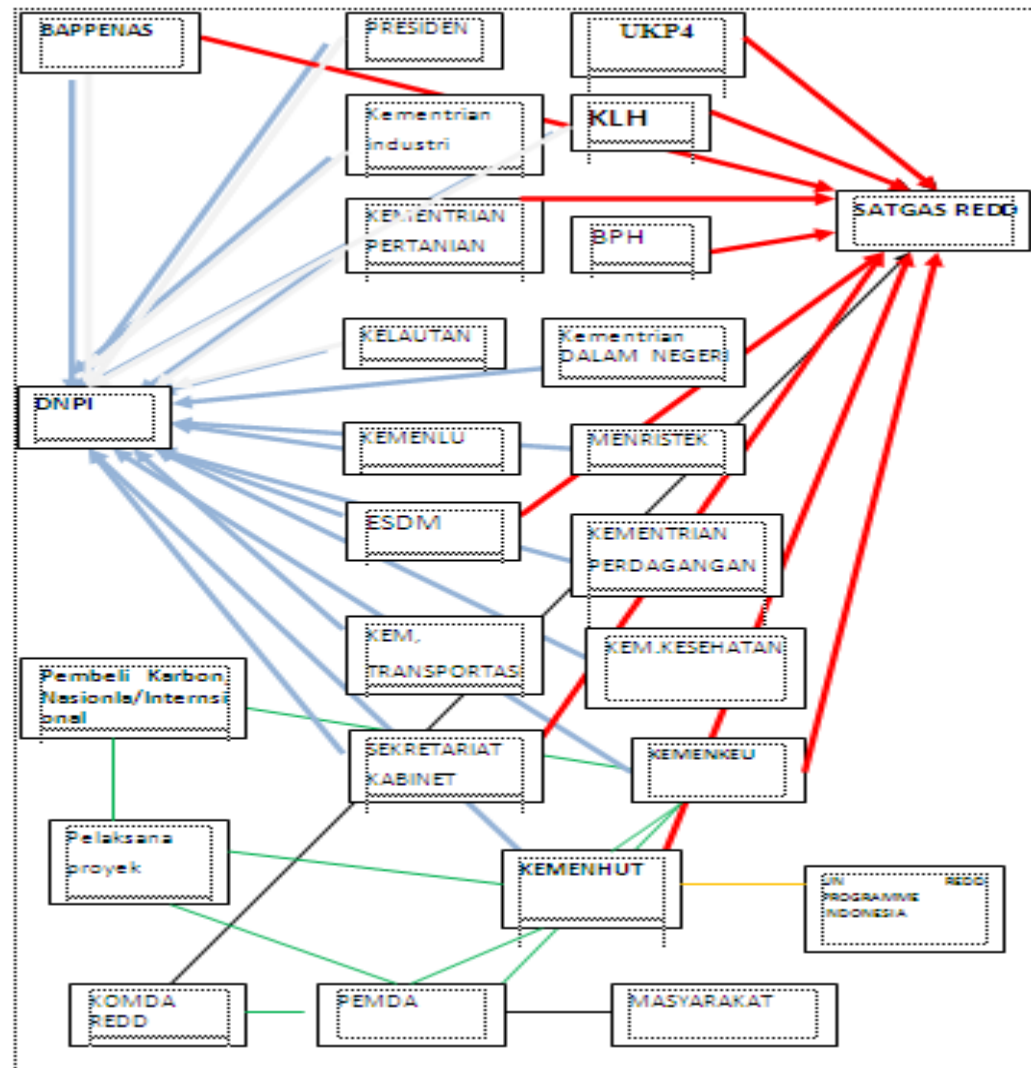 BAPPENAS
PRESIDEN
UKP4
Kementrian
industri
KLH
KEMENTRIAN
PERTANIAN
BPH
SATGAS REDD
KELAUTAN
Kementrian
DALAM NEGERI
DNPI
KEMENLU
MENRISTEK
ESDM
KEMENTRIAN
PERDAGANGAN
KEM,
TRANSPORTASI
KEM.KESEHATAN
Pembeli Karbon,
Nasionla/Internsi
onal
SEKRETARIAT
KABINET
KEMENKEU
Pelaksana
proyek
KEMENHUT
UN REDD
PROGRAMME
INDONESIA
KOMDA
REDD
PEMDA
MASYARAKAT